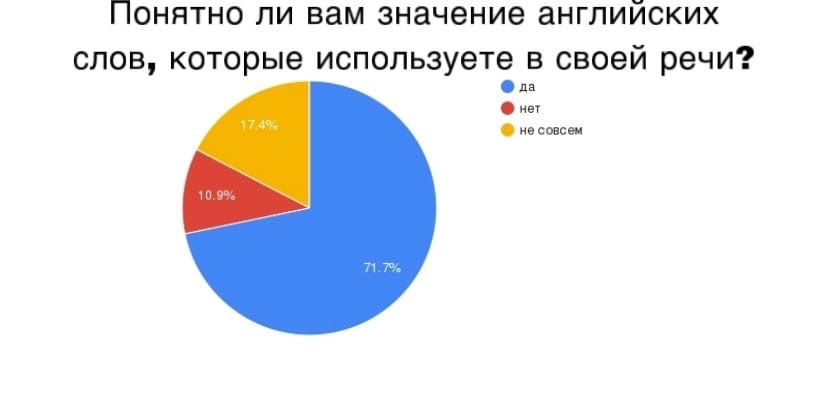 Понятно ли вам значение английских
слов, которые используете в своей речи?
да
нет
не совсем
17.4%
10.9%
71.7%